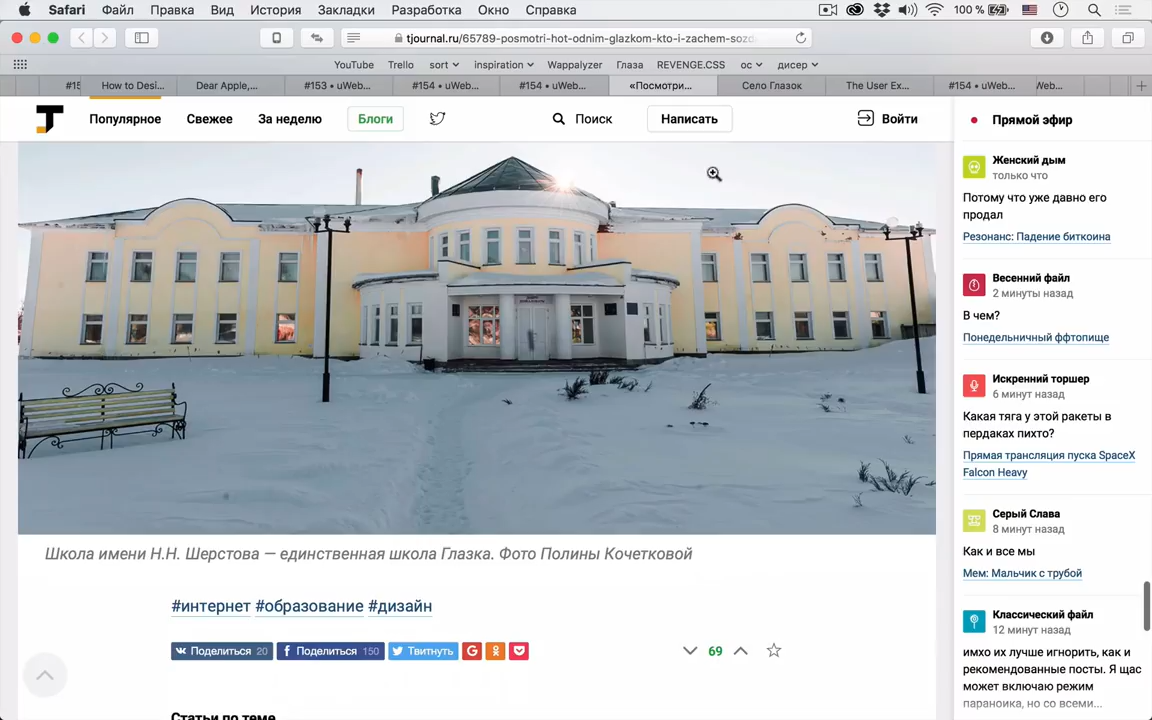 Safari Файл Правка Вид История Закладки Разработка Окно Справка 100 %
tjournal.ru/65789-posmotri-hot-odnim-glazkom-kto-i-zachem-sozd
YouTube Trello sort inspiration Wappalyzer Глаза REVENGE.CSS ос дисер
#15 How to Desi... Dear Apple,... #153 • uWeb... #154 • uWeb... #154 • uWeb... «Посмотри... Село Глазок The User Ex... #154 • uWeb... Web...
Популярное Свежее За неделю Блоги Поиск Написать Войти
Прямой эфир
Женский дым
только что
Потому что уже давно его
продал
Резонанс: Падение биткоина
Весенний файл
2 минуты назад
В чем?
Понедельничный ффтопище
Искренний торшер
6 минут назад
Какая тяга у этой ракеты в
пердаках пихто?
Прямая трансляция пуска SpaceX
Falcon Heavy
Серый Слава
8 минут назад
Как и все мы
Мем: Мальчик с трубой
Классический файл
12 минут назад
имхо их лучше игнорить, как и
рекомендованные посты. Я щас
может включаю режим
параноика, но со всеми...
Школа имени Н.Н. Шерстова — единственная школа Глазка. Фото Полины Кочетковой
#интернет #образование #дизайн
Поделиться 20 Поделиться 150 Твитнуть 69
Статьи по теме